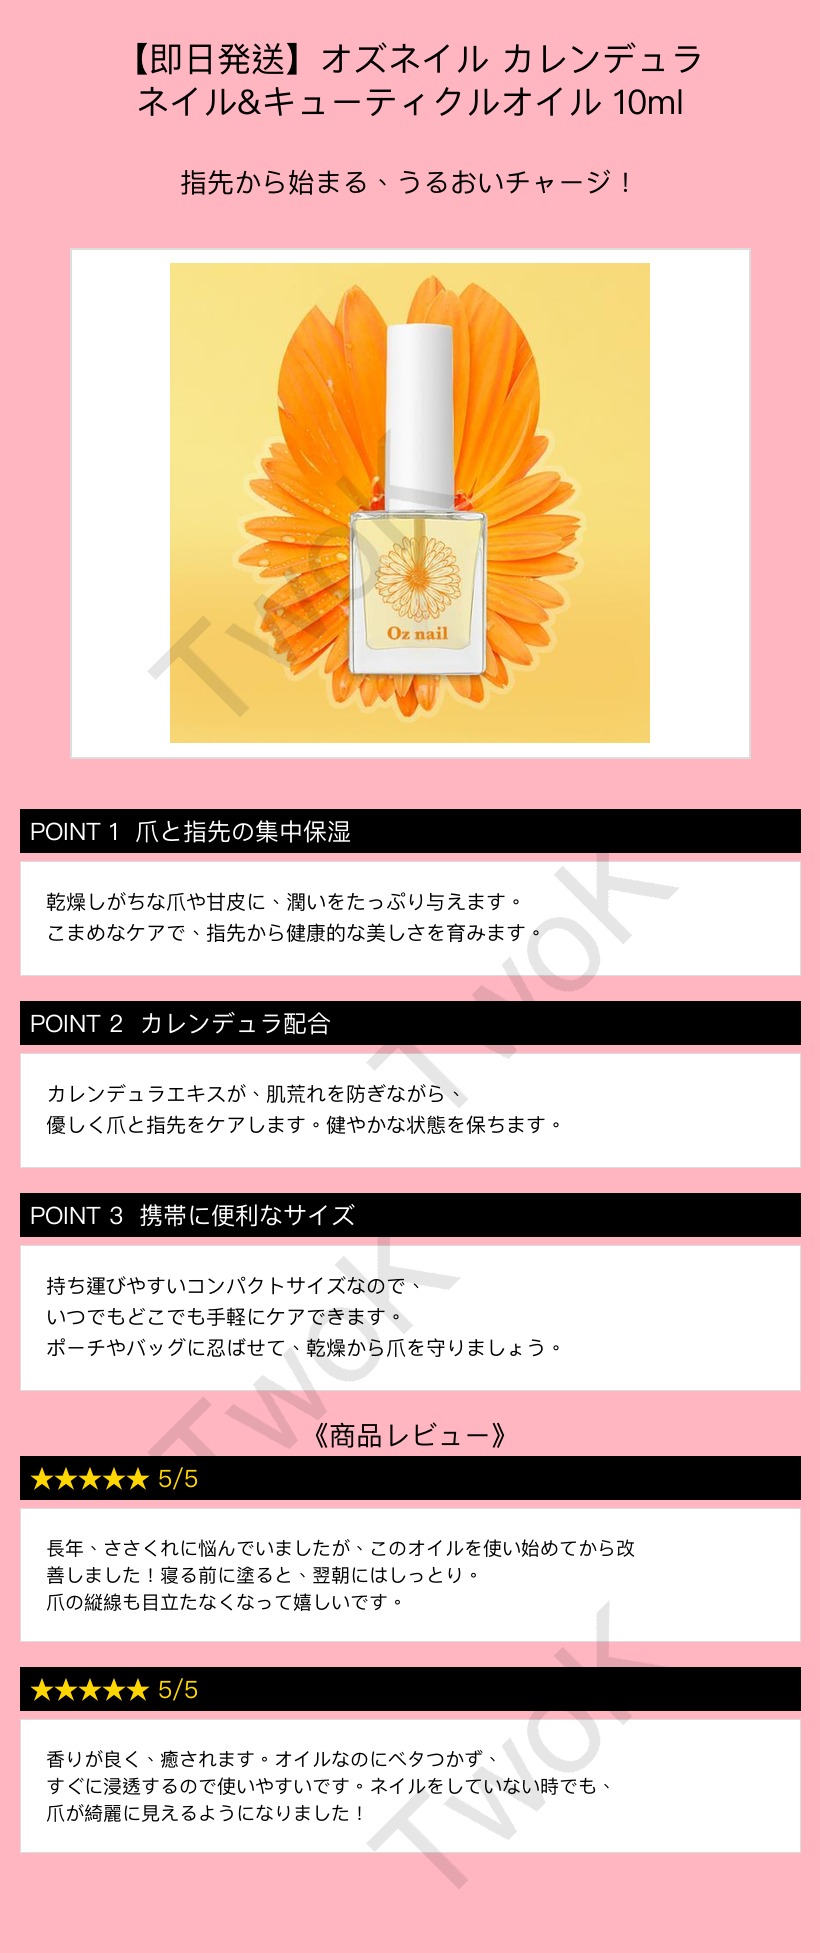 【即日発送】オズネイル カレンデュラ
ネイル&キューティクルオイル 10ml
指先から始まる、うるおいチャージ！
Oz nail
TwoK
POINT 1 爪と指先の集中保湿
乾燥しがちな爪や甘皮に、潤いをたっぷり与えます。
こまめなケアで、指先から健康的な美しさを育みます。
TwoK
POINT 2 カレンデュラ配合
カレンデュラエキスが、肌荒れを防ぎながら、
優しく爪と指先をケアします。健やかな状態を保ちます。
POINT 3 携帯に便利なサイズ
持ち運びやすいコンパクトサイズなので、
いつでもどこでも手軽にケアできます。
ポーチやバッグに忍ばせて、乾燥から爪を守りましょう。
TwoK
《商品レビュー》
★★★★★ 5/5
長年、ささくれに悩んでいましたが、このオイルを使い始めてから改
善しました！寝る前に塗ると、翌朝にはしっとり。
爪の縦線も目立たなくなって嬉しいです。
★★★★★ 5/5
香りが良く、癒されます。オイルなのにベタつかず、
すぐに浸透するので使いやすいです。ネイルをしていない時でも、
爪が綺麗に見えるようになりました！
TwoK